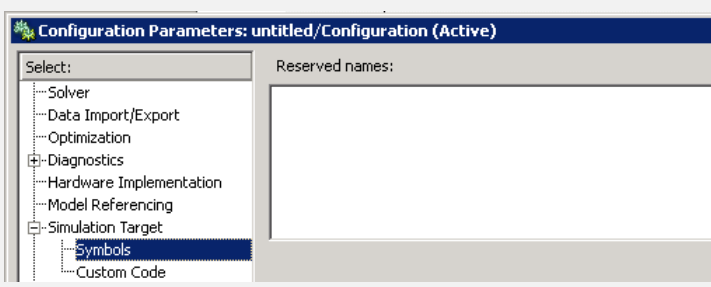 Configuration Parameters: untitled/Configuration (Active)
Select:
Solver
Data Import/Export
Optimization
Diagnostics
Hardware Implementation
Model Referencing
Simulation Target
Symbols
Custom Code
Reserved names: